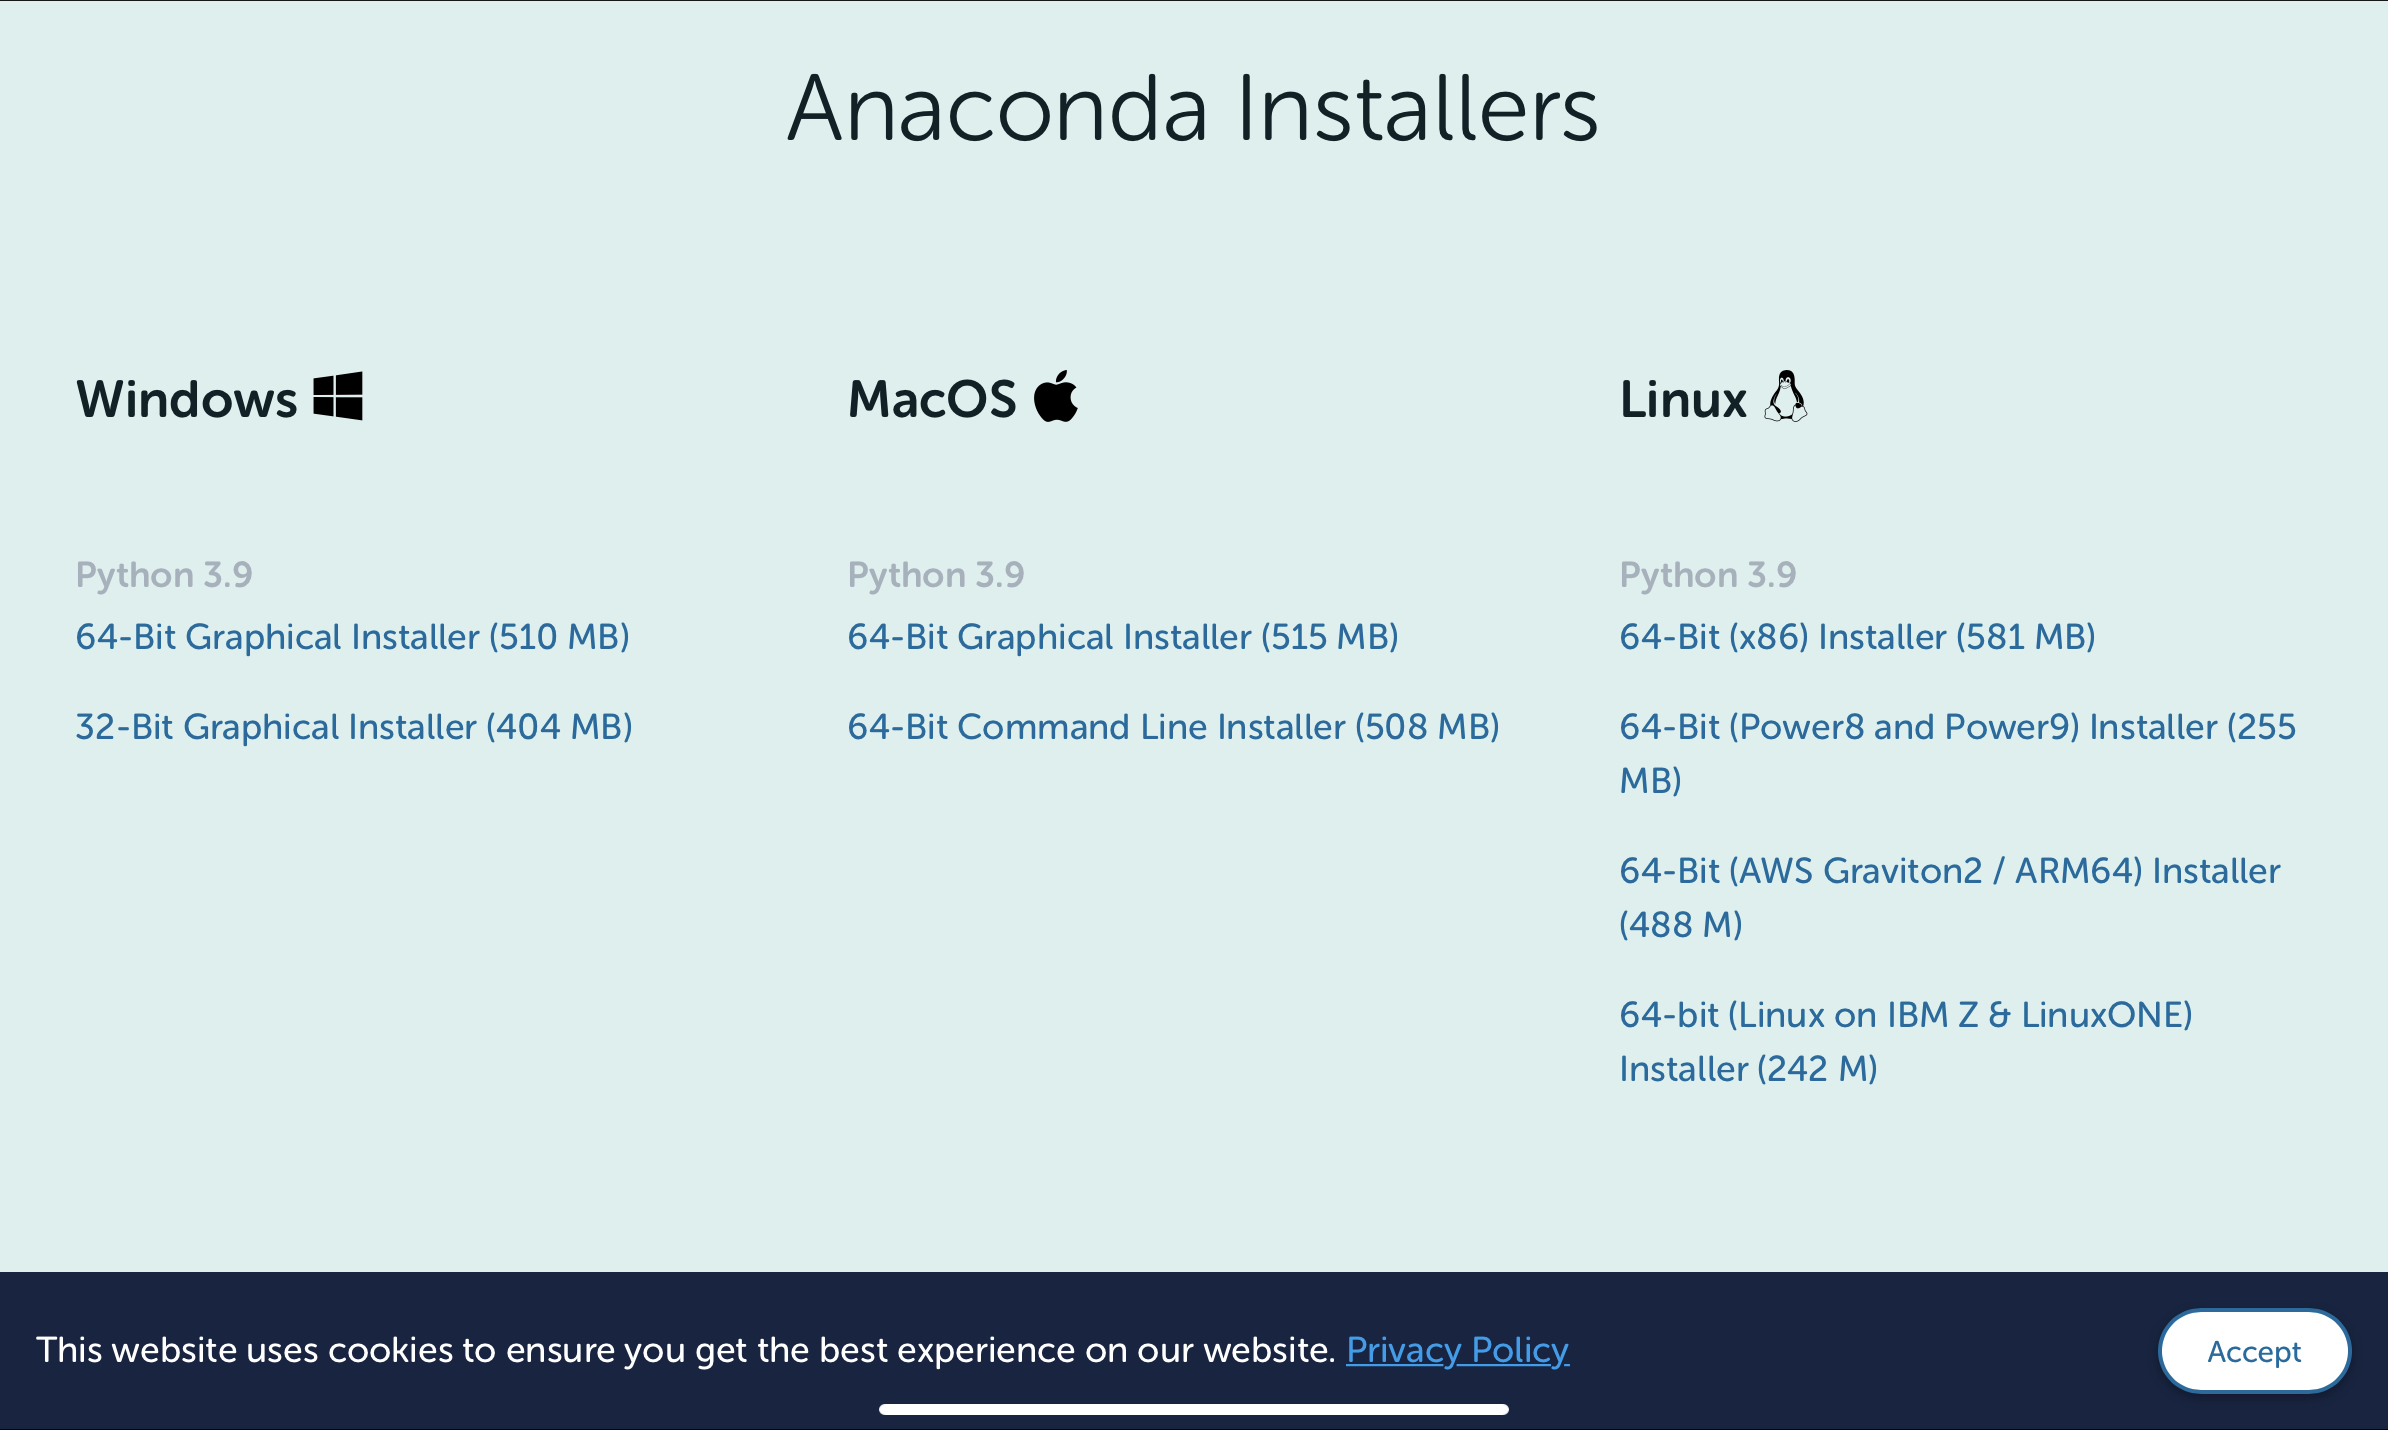 Anaconda Installers
Windows
Python 3.9
64-Bit Graphical Installer (510 MB)
32-Bit Graphical Installer (404 MB)
MacOS
Python 3.9
64-Bit Graphical Installer (515 MB)
64-Bit Command Line Installer (508 MB)
Linux
Python 3.9
64-Bit (x86) Installer (581 MB)
64-Bit (Power8 and Power9) Installer (255
MB)
64-Bit (AWS Graviton2 / ARM64) Installer
(488 M)
64-bit (Linux on IBM Z & LinuxONE)
Installer (242 M)
This website uses cookies to ensure you get the best experience on our website. Privacy Policy
Accept